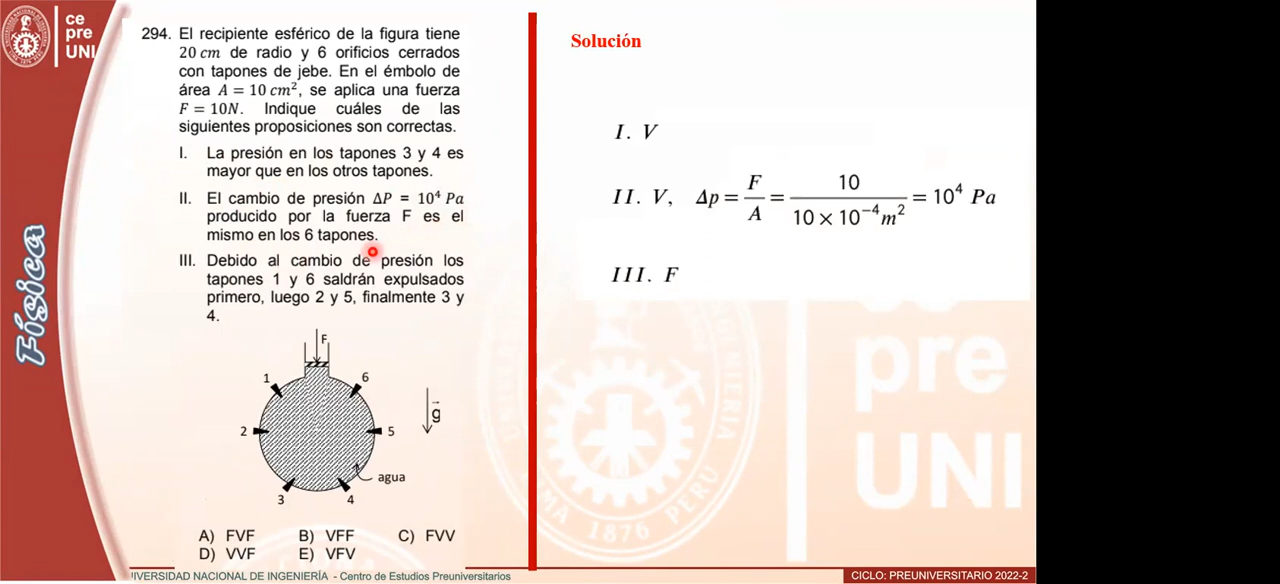 ce
pre
UNI
Física
294. El recipiente esférico de la figura tiene
20 cm de radio y 6 orificios cerrados
con tapones de jebe. En el émbolo de
área A = 10 cm², se aplica una fuerza
F = 10N. Indique cuáles de las
siguientes proposiciones son correctas.
I. La presión en los tapones 3 y 4 es
mayor que en los otros tapones.
II. El cambio de presión ΔP = 10⁴ Pa
producido por la fuerza F es el
mismo en los 6 tapones.
III. Debido al cambio de presión los
tapones 1 y 6 saldrán expulsados
primero, luego 2 y 5, finalmente 3 y
4.
F
1
6
g⃗
2
5
agua
3
4
A) FVF B) VFF C) FVV
D) VVF E) VFV
Solución
I. V
II. V, Δp = F/A = 10/(10 × 10⁻⁴m²) = 10⁴ Pa
III. F
ce
pre
UNI
LIMA 1876 PERU
IVERSIDAD NACIONAL DE INGENIERÍA - Centro de Estudios Preuniversitarios
CICLO: PREUNIVERSITARIO 2022-2